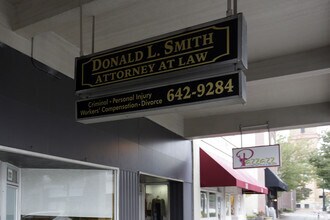 DONALD L. SMITH
ATTORNEY AT LAW
Criminal • Personal Injury
Workers' Compensation • Divorce
642-9284